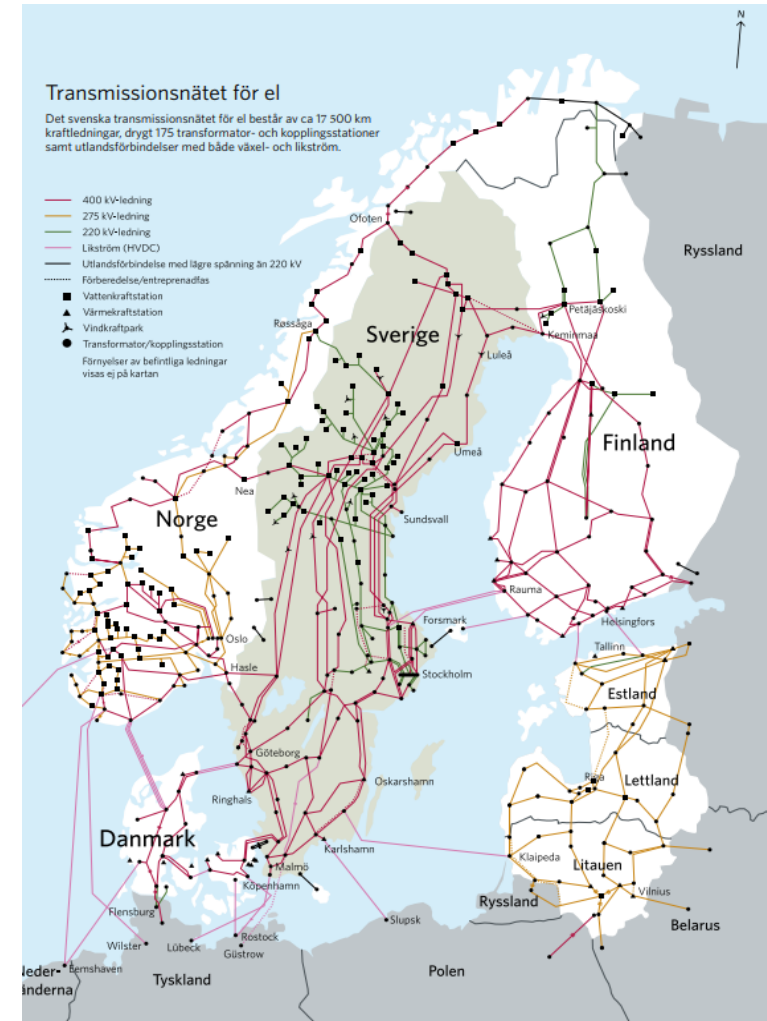 N
Transmissionsnätet för el
Det svenska transmissionsnätet för el består av ca 17 500 km
kraftledningar, drygt 175 transformator- och kopplingsstationer
samt utlandsförbindelser med både växel- och likström.
400 kV-ledning
275 kV-ledning
220 kV-ledning
Likström (HVDC)
Utlandsförbindelse med lägre spänning än 220 kV
Förberedelse/entreprenadfas
Vattenkraftstation
Värmekraftstation
Vindkraftpark
Transformator/kopplingsstation
Förnyelser av befintliga ledningar
visas ej på kartan
Ofoten
Ryssland
Røssåga
Petäjäskoski
Sverige
Keminmaa
Luleå
Finland
Umeå
Nea
Norge
Sundsvall
Rauma
Forsmark
Helsingfors
Oslo
Tallinn
Hasle
Stockholm
Estland
Göteborg
Riga
Lettland
Oskarshamn
Ringhals
Danmark
Karlshamn
Klaipeda
Malmö
Litauen
Köpenhamn
Vilnius
Ryssland
Flensburg
Slupsk
Belarus
Rostock
Wilster
Lübeck
Güstrow
Eemshaven
Neder-
änderna
Tyskland
Polen